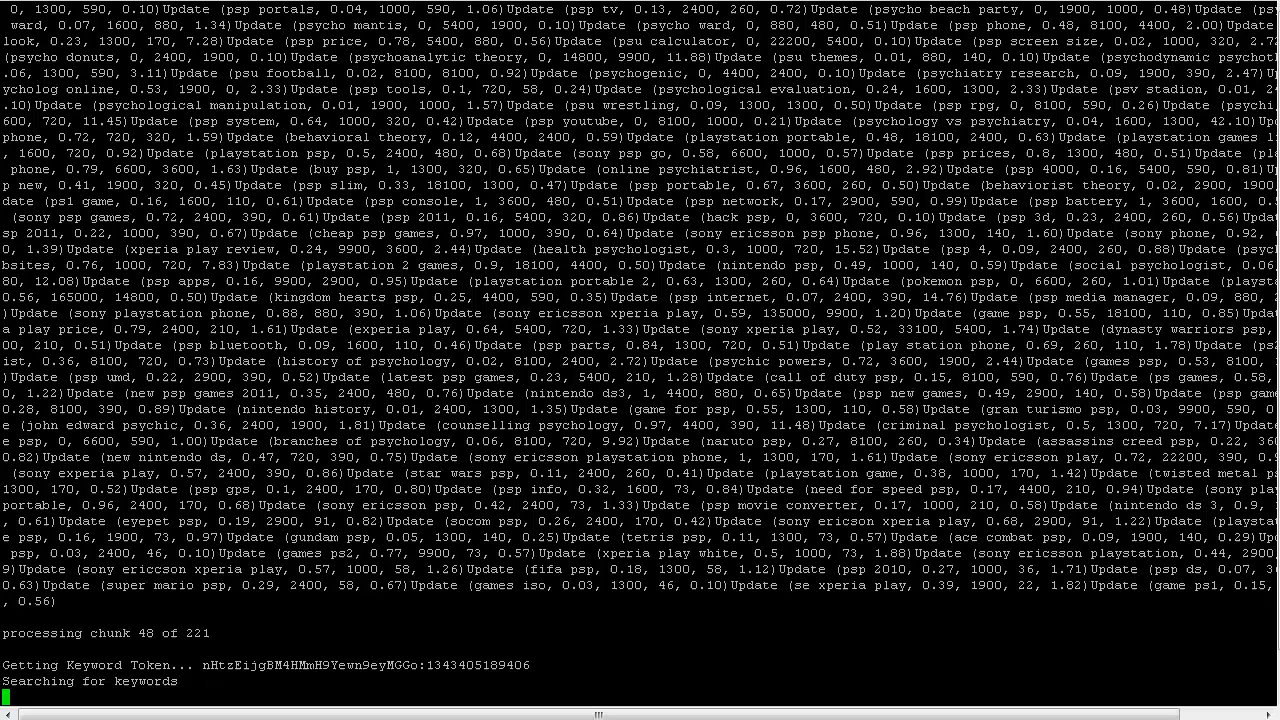 0, 1300, 590, 0.10)Update (psp portals, 0.04, 1000, 590, 1.06)Update (psp tv, 0.13, 2400, 260, 0.72)Update (psycho beach party, 0, 1900, 1000, 0.48)Update (psy
ward, 0.07, 1600, 880, 1.34)Update (psycho mantis, 0, 5400, 1900, 0.10)Update (psycho ward, 0, 880, 480, 0.51)Update (psp phone, 0.48, 8100, 4400, 2.00)Update (ps
look, 0.23, 1300, 170, 7.28)Update (psp price, 0.78, 5400, 880, 0.56)Update (psu calculator, 0, 22200, 5400, 0.10)Update (psp screen size, 0.02, 1000, 320, 2.7
(psycho donuts, 0, 2400, 1900, 0.10)Update (psychoanalytic theory, 0, 14800, 9900, 11.88)Update (psu themes, 0.01, 880, 140, 0.10)Update (psychodynamic psychot
.06, 1300, 590, 3.11)Update (psu football, 0.02, 8100, 8100, 0.92)Update (psychogenic, 0, 4400, 2400, 0.10)Update (psychiatry research, 0.09, 1900, 390, 2.47)U
ycholog online, 0.53, 1900, 0, 2.33)Update (psp tools, 0.1, 720, 58, 0.24)Update (psychological evaluation, 0.24, 1600, 1300, 2.33)Update (psv stadion, 0.01, 2
.10)Update (psychological manipulation, 0.01, 1900, 1000, 1.57)Update (psu wrestling, 0.09, 1300, 1300, 0.50)Update (psp rpg, 0, 8100, 590, 0.26)Update (psychi
600, 720, 11.45)Update (psp system, 0.64, 1000, 320, 0.42)Update (psp youtube, 0, 8100, 1000, 0.21)Update (psychology vs psychiatry, 0.04, 1600, 1300, 42.10)U
phone, 0.72, 720, 320, 1.59)Update (behavioral theory, 0.12, 4400, 2400, 0.59)Update (playstation portable, 0.48, 18100, 2400, 0.63)Update (playstation games l
, 1600, 720, 0.92)Update (playstation psp, 0.5, 2400, 480, 0.68)Update (sony psp go, 0.58, 6600, 1000, 0.57)Update (psp prices, 0.8, 1300, 480, 0.51)Update (pl
phone, 0.79, 6600, 3600, 1.63)Update (buy psp, 1, 1300, 320, 0.65)Update (online psychiatrist, 0.96, 1600, 480, 2.92)Update (psp 4000, 0.16, 5400, 590, 0.81)U
p new, 0.41, 1900, 320, 0.45)Update (psp slim, 0.33, 18100, 1300, 0.47)Update (psp portable, 0.67, 3600, 260, 0.50)Update (behaviorist theory, 0.02, 2900, 1900
date (ps1 game, 0.16, 1600, 110, 0.61)Update (psp console, 1, 3600, 480, 0.51)Update (psp network, 0.17, 2900, 590, 0.99)Update (psp battery, 1, 3600, 1600, 0.
(sony psp games, 0.72, 2400, 390, 0.61)Update (psp 2011, 0.16, 5400, 320, 0.86)Update (hack psp, 0, 3600, 720, 0.10)Update (psp 3d, 0.23, 2400, 260, 0.56)Upda
sp 2011, 0.22, 1000, 390, 0.67)Update (cheap psp games, 0.97, 1000, 390, 0.64)Update (sony ericsson psp phone, 0.96, 1300, 140, 1.60)Update (sony phone, 0.92,
0, 1.39)Update (xperia play review, 0.24, 9900, 3600, 2.44)Update (health psychologist, 0.3, 1000, 720, 15.52)Update (psp 4, 0.09, 2400, 260, 0.88)Update (psyc
bsites, 0.76, 1000, 720, 7.83)Update (playstation 2 games, 0.9, 18100, 4400, 0.50)Update (nintendo psp, 0.49, 1000, 140, 0.59)Update (social psychologist, 0.06
80, 12.08)Update (psp apps, 0.16, 9900, 2900, 0.95)Update (playstation portable 2, 0.63, 1300, 260, 0.64)Update (pokemon psp, 0, 6600, 260, 1.01)Update (playst
0.56, 165000, 14800, 0.50)Update (kingdom hearts psp, 0.25, 4400, 590, 0.35)Update (psp internet, 0.07, 2400, 390, 14.76)Update (psp media manager, 0.09, 880,
)Update (sony playstation phone, 0.88, 880, 390, 1.06)Update (sony ericsson xperia play, 0.59, 135000, 9900, 1.20)Update (game psp, 0.55, 18100, 110, 0.85)Updat
a play price, 0.79, 2400, 210, 1.61)Update (experia play, 0.64, 5400, 720, 1.33)Update (sony xperia play, 0.52, 33100, 5400, 1.74)Update (dynasty warriors psp,
00, 210, 0.51)Update (psp bluetooth, 0.09, 1600, 110, 0.46)Update (psp parts, 0.84, 1300, 720, 0.51)Update (play station phone, 0.69, 260, 110, 1.78)Update (ps2
ist, 0.36, 8100, 720, 0.73)Update (history of psychology, 0.02, 8100, 2400, 2.72)Update (psychic powers, 0.72, 3600, 1900, 2.44)Update (games psp, 0.53, 8100,
)Update (psp umd, 0.22, 2900, 390, 0.52)Update (latest psp games, 0.23, 5400, 210, 1.28)Update (call of duty psp, 0.15, 8100, 590, 0.76)Update (ps games, 0.58,
0, 1.22)Update (new psp games 2011, 0.35, 2400, 480, 0.76)Update (nintendo ds3, 1, 4400, 880, 0.65)Update (psp new games, 0.49, 2900, 140, 0.58)Update (psp game
0.28, 8100, 390, 0.89)Update (nintendo history, 0.01, 2400, 1300, 1.35)Update (game for psp, 0.55, 1300, 110, 0.58)Update (gran turismo psp, 0.03, 9900, 590, 0
e (john edward psychic, 0.36, 2400, 1900, 1.81)Update (counselling psychology, 0.97, 4400, 390, 11.48)Update (criminal psychologist, 0.5, 1300, 720, 7.17)Update
e psp, 0, 6600, 590, 1.00)Update (branches of psychology, 0.06, 8100, 720, 9.92)Update (naruto psp, 0.27, 8100, 260, 0.34)Update (assassins creed psp, 0.22, 36
0.82)Update (new nintendo ds, 0.47, 720, 390, 0.75)Update (sony ericsson playstation phone, 1, 1300, 170, 1.61)Update (sony ericsson play, 0.72, 22200, 390, 0.9
(sony experia play, 0.57, 2400, 390, 0.86)Update (star wars psp, 0.11, 2400, 260, 0.41)Update (playstation game, 0.38, 1000, 170, 1.42)Update (twisted metal ps
1300, 170, 0.52)Update (psp gps, 0.1, 2400, 170, 0.80)Update (psp info, 0.32, 1600, 73, 0.84)Update (need for speed psp, 0.17, 4400, 210, 0.94)Update (sony play
portable, 0.96, 2400, 170, 0.68)Update (sony ericsson psp, 0.42, 2400, 73, 1.33)Update (psp movie converter, 0.17, 1000, 210, 0.58)Update (nintendo ds 3, 0.9, 1
, 0.61)Update (eyepet psp, 0.19, 2900, 91, 0.82)Update (socom psp, 0.26, 2400, 170, 0.42)Update (sony ericson xperia play, 0.68, 2900, 91, 1.22)Update (playsta
e psp, 0.16, 1900, 73, 0.97)Update (gundam psp, 0.05, 1300, 140, 0.25)Update (tetris psp, 0.11, 1300, 73, 0.57)Update (ace combat psp, 0.09, 1900, 140, 0.29)Up
psp, 0.03, 2400, 46, 0.10)Update (games ps2, 0.77, 9900, 73, 0.57)Update (xperia play white, 0.5, 1000, 73, 1.88)Update (sony ericsson playstation, 0.44, 2900
9)Update (sony ericcson xperia play, 0.57, 1000, 58, 1.26)Update (fifa psp, 0.18, 1300, 58, 1.12)Update (psp 2010, 0.27, 1000, 36, 1.71)Update (psp ds, 0.07, 3
0.63)Update (super mario psp, 0.29, 2400, 58, 0.67)Update (games iso, 0.03, 1300, 46, 0.10)Update (se xperia play, 0.39, 1900, 22, 1.82)Update (game ps1, 0.15,
, 0.56)
processing chunk 48 of 221
Getting Keyword Token... nHtzEijgBM4HMmH9Yewn9eyMGGo:1343405189406
Searching for keywords